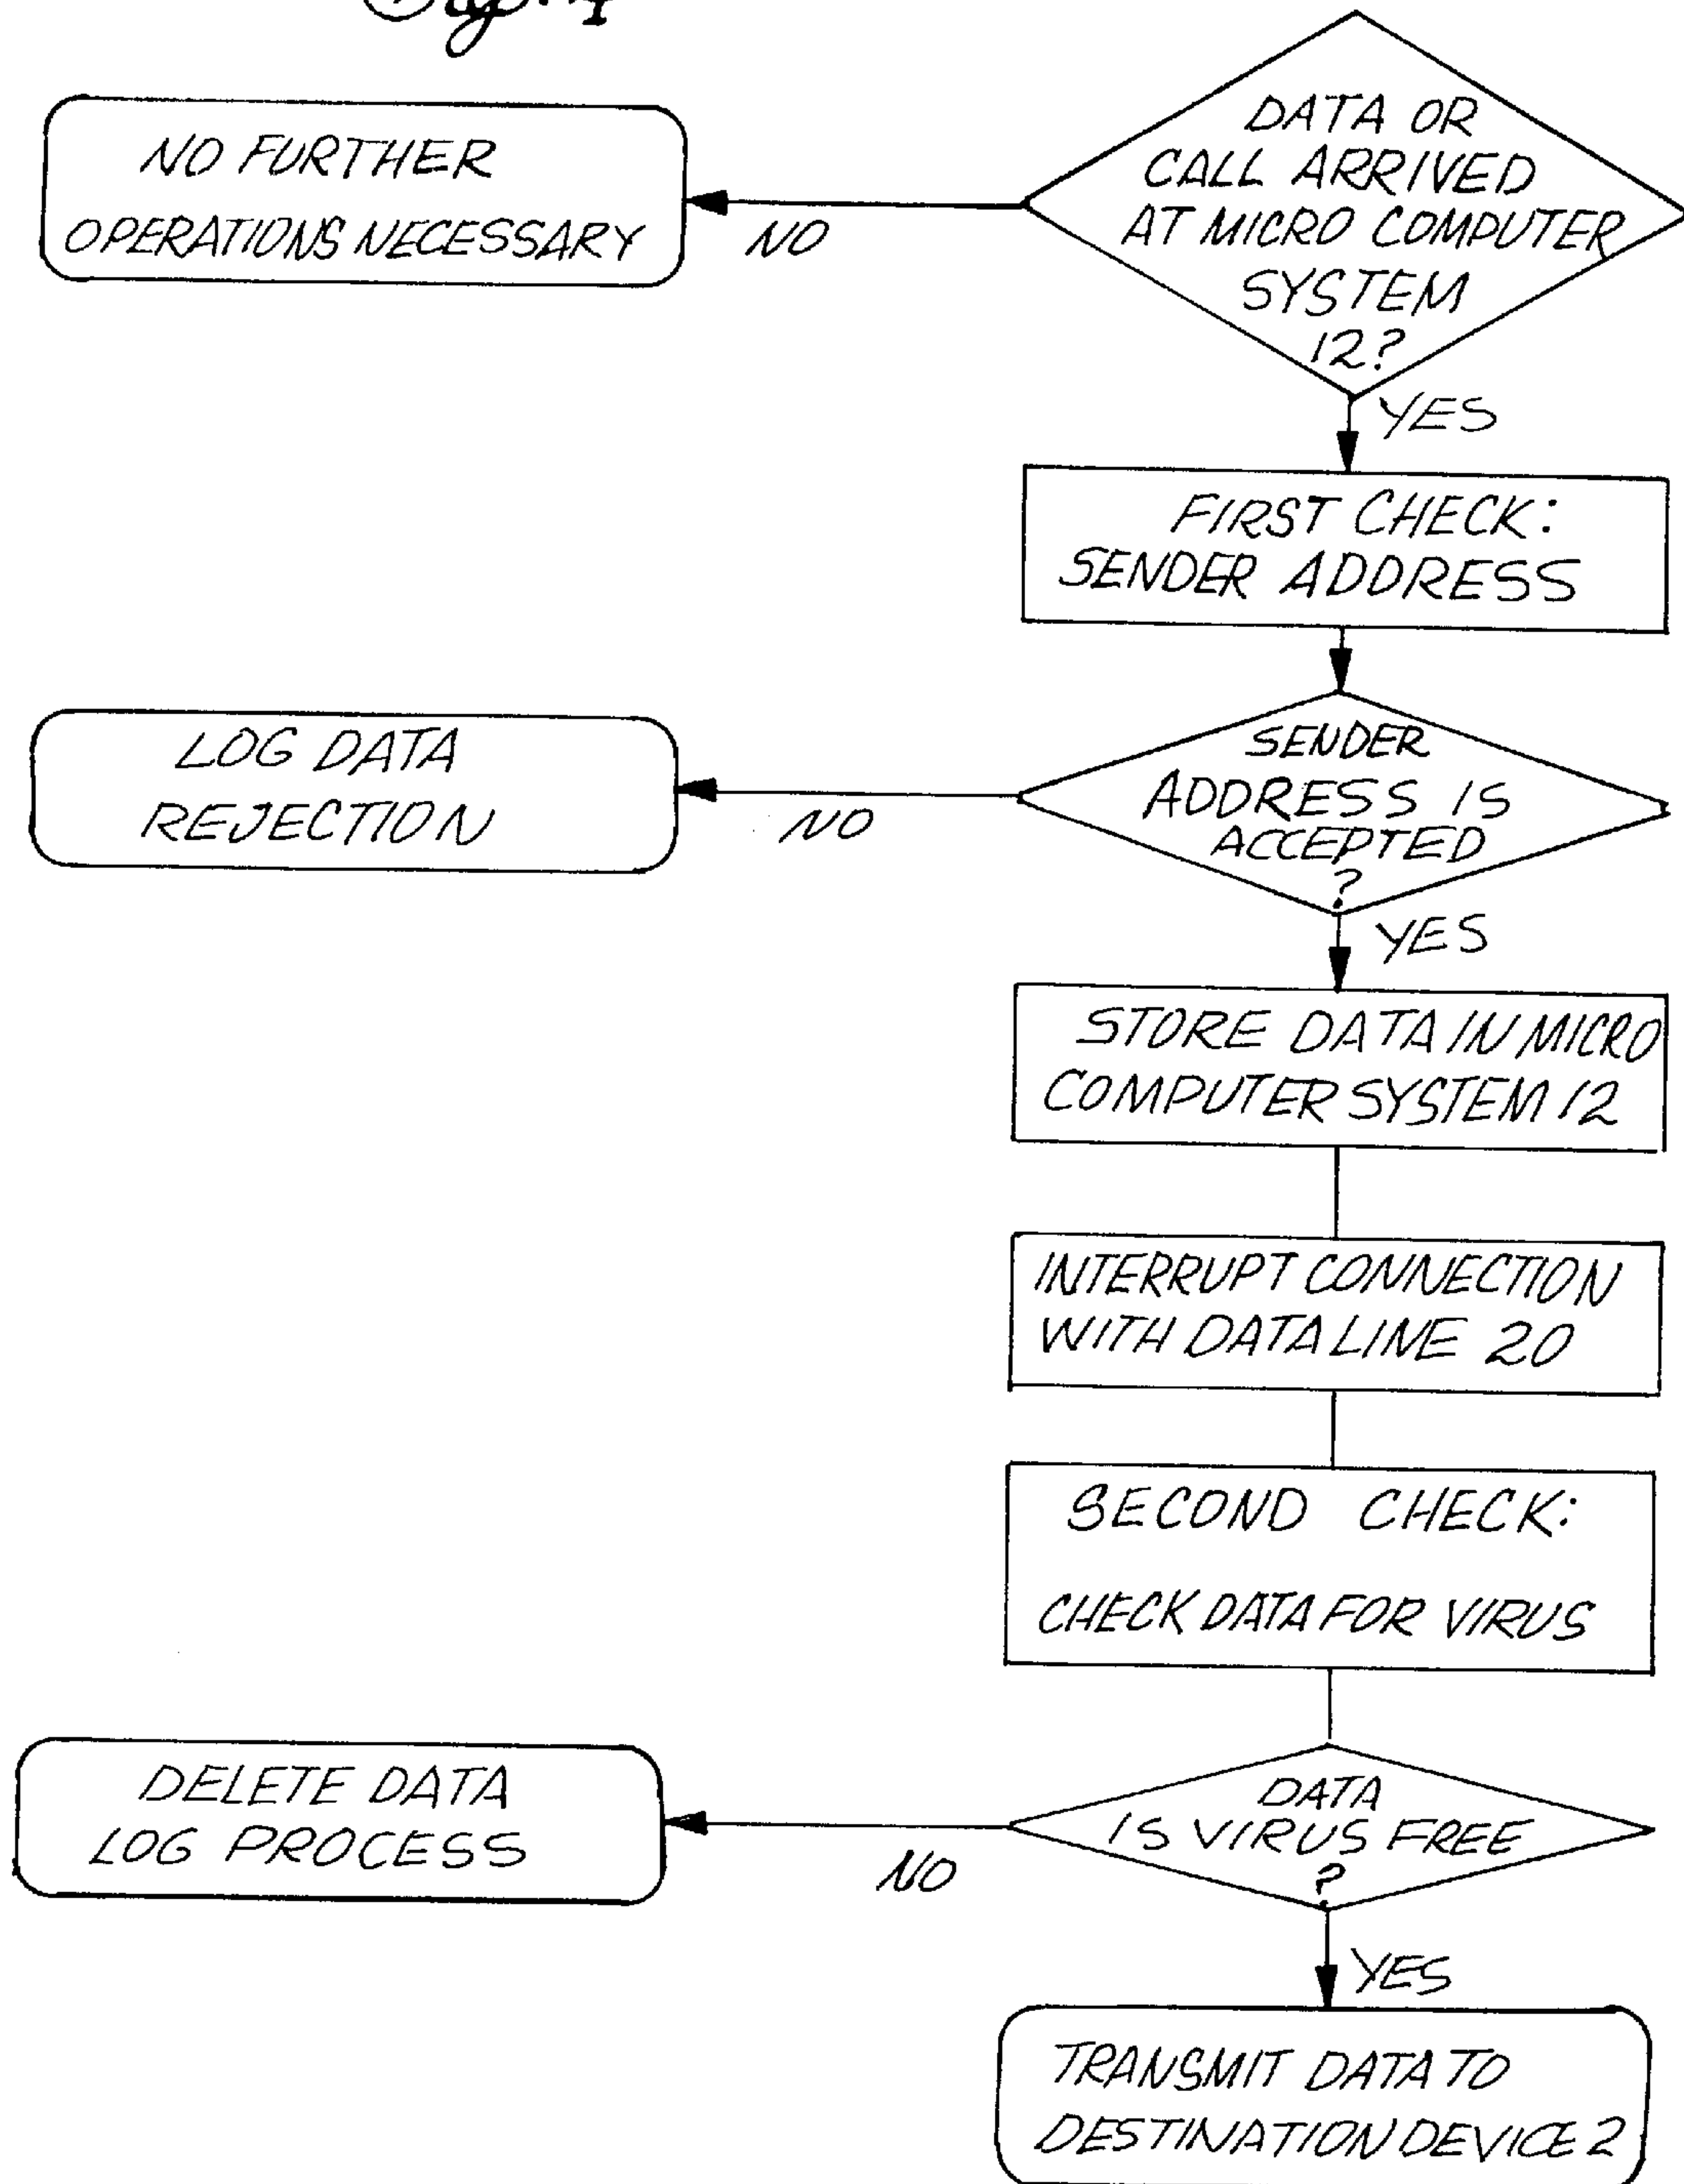 DATA OR
CALL ARRIVED
AT MICRO COMPUTER
SYSTEM
12?
NO
NO FURTHER
OPERATIONS NECESSARY
YES
FIRST CHECK:
SENDER ADDRESS
SENDER
ADDRESS IS
ACCEPTED
?
NO
LOG DATA
REJECTION
YES
STORE DATA IN MICRO
COMPUTER SYSTEM 12
INTERRUPT CONNECTION
WITH DATA LINE 20
SECOND CHECK:
CHECK DATA FOR VIRUS
DATA
IS VIRUS FREE
?
NO
DELETE DATA
LOG PROCESS
YES
TRANSMIT DATA TO
DESTINATION DEVICE 2